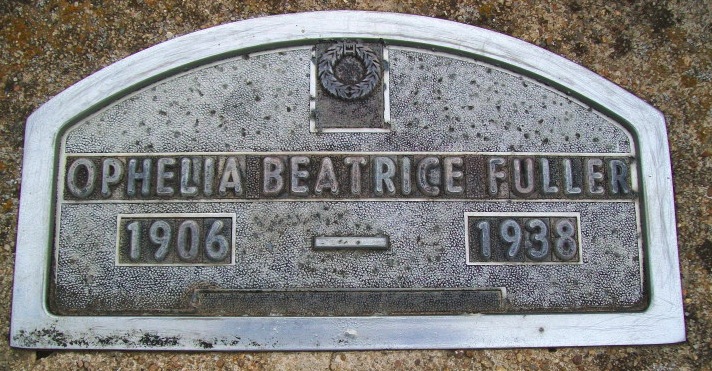 OPHELIA BEATRICE FULLER
1906 — 1938